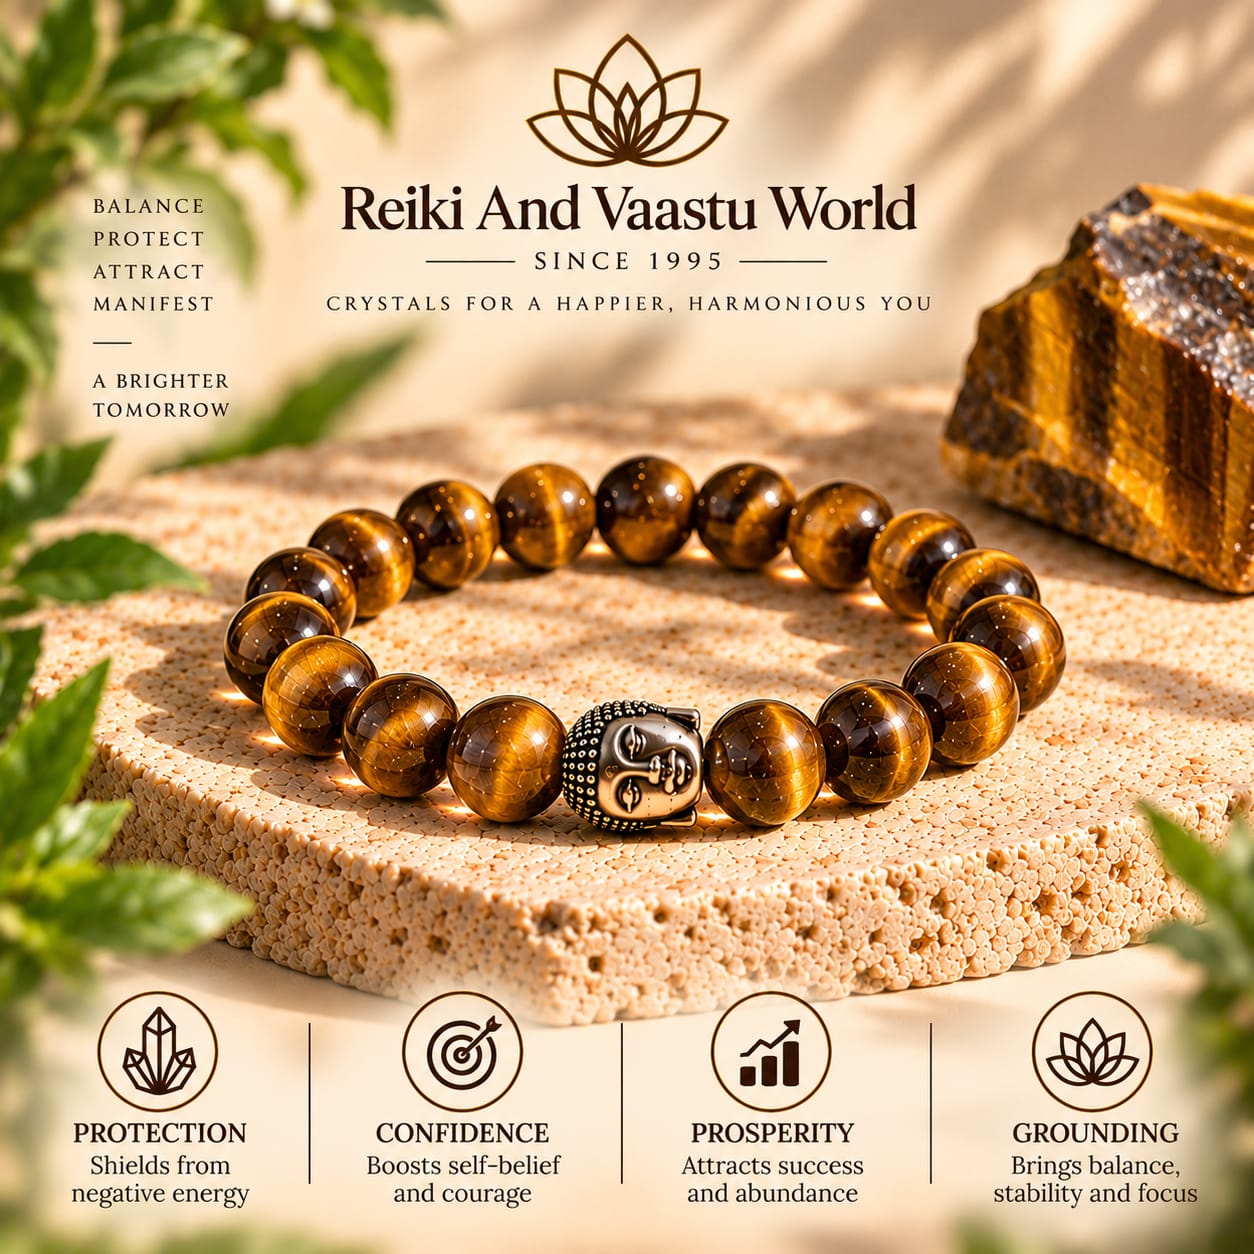 Reiki And Vaastu World
SINCE 1995
CRYSTALS FOR A HAPPIER, HARMONIOUS YOU
BALANCE
PROTECT
ATTRACT
MANIFEST
A BRIGHTER
TOMORROW
PROTECTION
Shields from
negative energy
CONFIDENCE
Boosts self-belief
and courage
PROSPERITY
Attracts success
and abundance
GROUNDING
Brings balance,
stability and focus